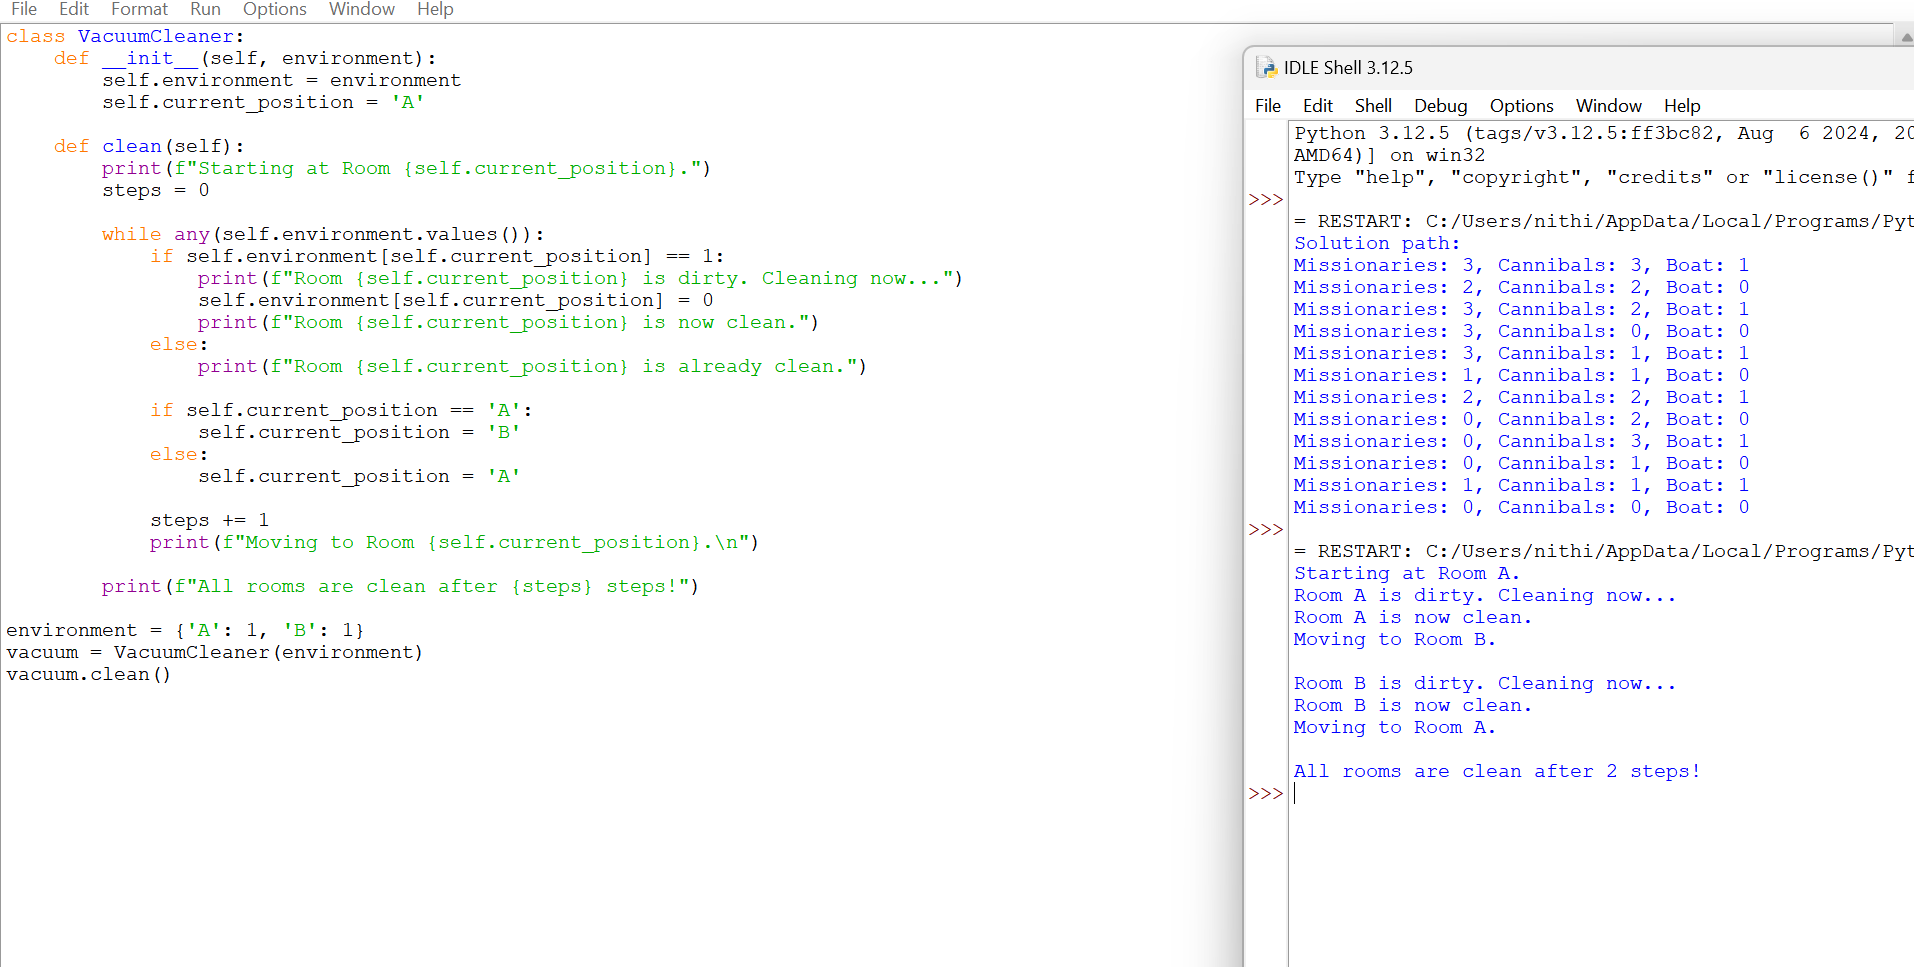 File Edit Format Run Options Window Help
class VacuumCleaner:
    def __init__(self, environment):
        self.environment = environment
        self.current_position = 'A'

    def clean(self):
        print(f"Starting at Room {self.current_position}.")
        steps = 0

        while any(self.environment.values()):
            if self.environment[self.current_position] == 1:
                print(f"Room {self.current_position} is dirty. Cleaning now...")
                self.environment[self.current_position] = 0
                print(f"Room {self.current_position} is now clean.")
            else:
                print(f"Room {self.current_position} is already clean.")

            if self.current_position == 'A':
                self.current_position = 'B'
            else:
                self.current_position = 'A'

            steps += 1
            print(f"Moving to Room {self.current_position}.\n")

        print(f"All rooms are clean after {steps} steps!")

environment = {'A': 1, 'B': 1}
vacuum = VacuumCleaner(environment)
vacuum.clean()
IDLE Shell 3.12.5
File Edit Shell Debug Options Window Help
Python 3.12.5 (tags/v3.12.5:ff3bc82, Aug  6 2024, 20
AMD64)] on win32
Type "help", "copyright", "credits" or "license()" f
>>>
= RESTART: C:/Users/nithi/AppData/Local/Programs/Pyt
Solution path:
Missionaries: 3, Cannibals: 3, Boat: 1
Missionaries: 2, Cannibals: 2, Boat: 0
Missionaries: 3, Cannibals: 2, Boat: 1
Missionaries: 3, Cannibals: 0, Boat: 0
Missionaries: 3, Cannibals: 1, Boat: 1
Missionaries: 1, Cannibals: 1, Boat: 0
Missionaries: 2, Cannibals: 2, Boat: 1
Missionaries: 0, Cannibals: 2, Boat: 0
Missionaries: 0, Cannibals: 3, Boat: 1
Missionaries: 0, Cannibals: 1, Boat: 0
Missionaries: 1, Cannibals: 1, Boat: 1
Missionaries: 0, Cannibals: 0, Boat: 0
>>>
= RESTART: C:/Users/nithi/AppData/Local/Programs/Pyt
Starting at Room A.
Room A is dirty. Cleaning now...
Room A is now clean.
Moving to Room B.

Room B is dirty. Cleaning now...
Room B is now clean.
Moving to Room A.

All rooms are clean after 2 steps!
>>>